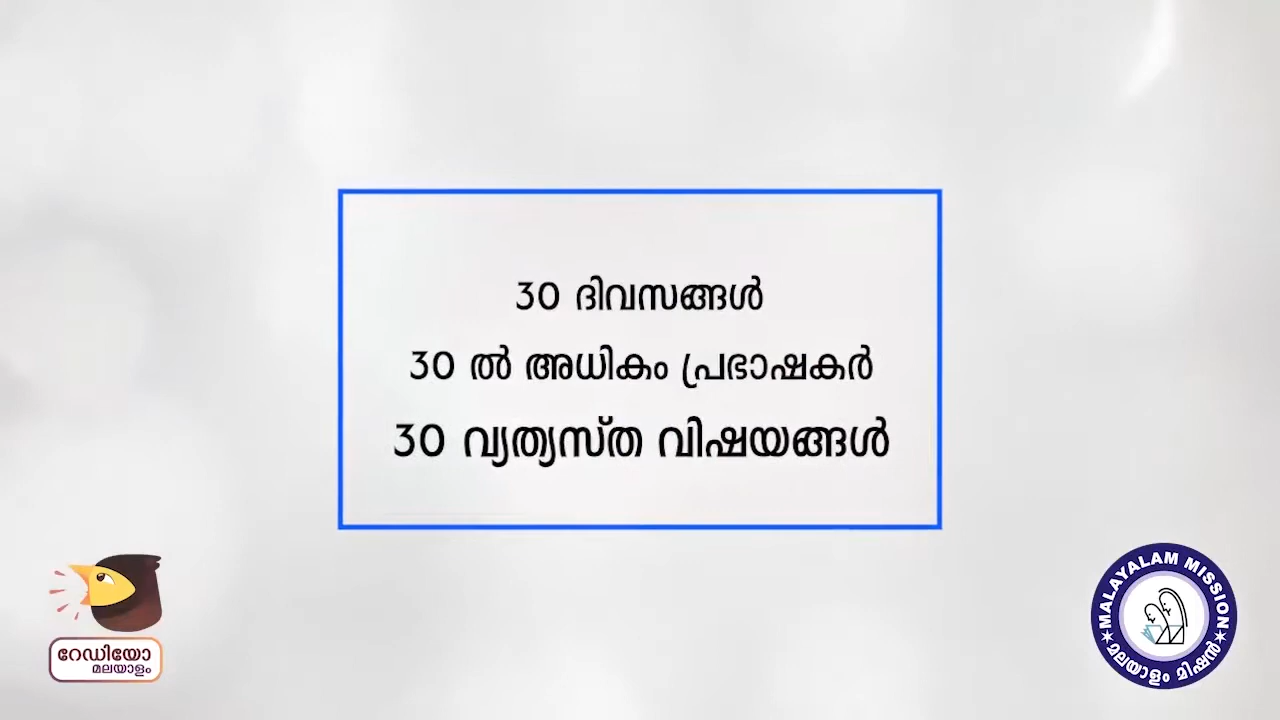 30 ദിവസങ്ങൾ
30 ൽ അധികം പ്രഭാഷകർ
30 വ്യത്യസ്ത വിഷയങ്ങൾ
റേഡിയോ
മലയാളം
MALAYALAM MISSION
മലയാളം മിഷൻ